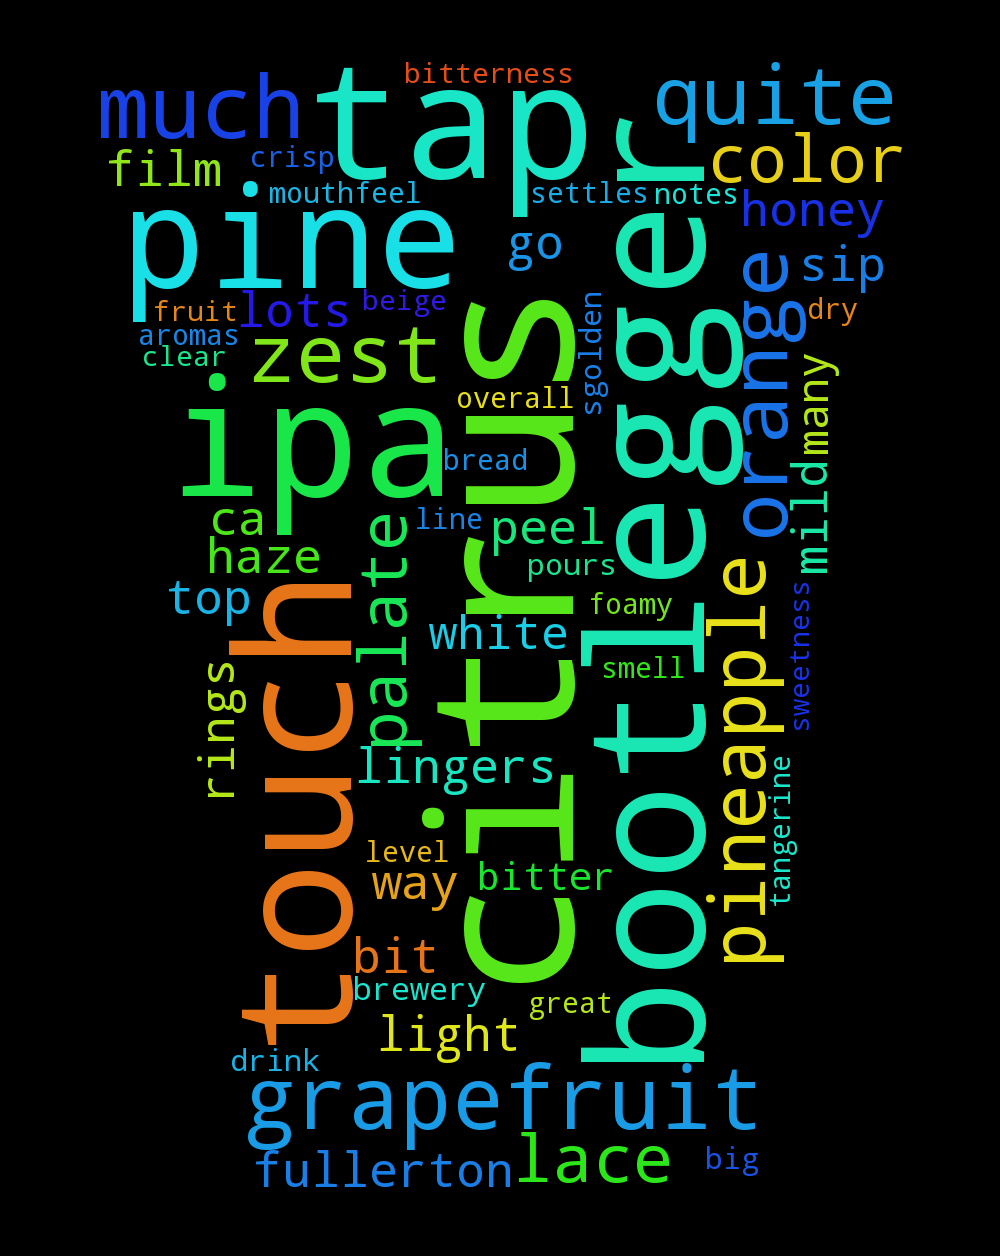 bitterness
much
tap
quite
film
crisp
color
mouthfeel
settles
notes
honey
pine
go
sip
bootlegger
orange
fruit
lots
beige
dry
aromas
clear
zest
sgolden
many
citrus
overall
ipa
bread
mild
ca
line
peel
palate
haze
pours
top
foamy
white
pineapple
touch
smell
sweetness
rings
lingers
tangerine
level
way
bitter
bit
brewery
great
light
drink
grapefruit
lace
fullerton
big